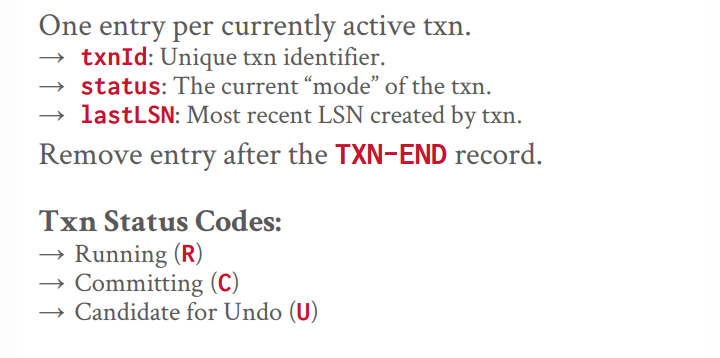 One entry per currently active txn.
→ txnId: Unique txn identifier.
→ status: The current “mode” of the txn.
→ lastLSN: Most recent LSN created by txn.
Remove entry after the TXN-END record.
Txn Status Codes:
→ Running (R)
→ Committing (C)
→ Candidate for Undo (U)